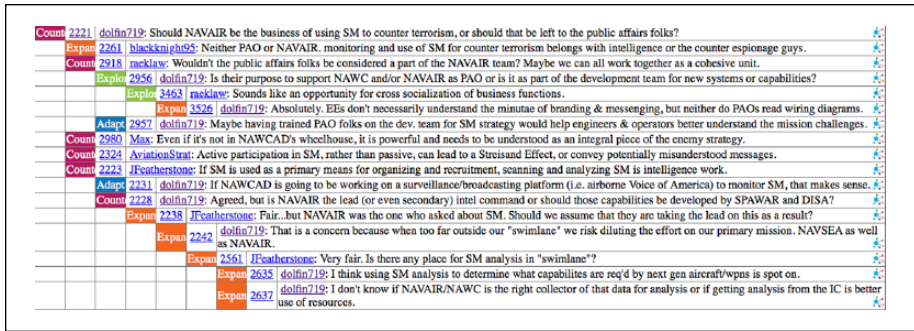 Count 2221 dolfin719: Should NAVAIR be the business of using SM to counter terrorism, or should that be left to the public affairs folks?
Expan 2261 blackknight95: Neither PAO or NAVAIR. monitoring and use of SM for counter terrorism belongs with intelligence or the counter espionage guys.
Count 2918 racklaw: Wouldn't the public affairs folks be considered a part of the NAVAIR team? Maybe we can all work together as a cohesive unit.
Explo 2956 dolfin719: Is their purpose to support NAWC and/or NAVAIR as PAO or is it as part of the development team for new systems or capabilities?
Explo 3463 racklaw: Sounds like an opportunity for cross socialization of business functions.
Expan 3526 dolfin719: Absolutely. EEs don't necessarily understand the minutae of branding & messenging, but neither do PAOs read wiring diagrams.
Adapt 2957 dolfin719: Maybe having trained PAO folks on the dev. team for SM strategy would help engineers & operators better understand the mission challenges.
Count 2980 Max: Even if it's not in NAWCAD's wheelhouse, it is powerful and needs to be understood as an integral piece of the enemy strategy.
Count 2324 AviationStrat: Active participation in SM, rather than passive, can lead to a Streisand Effect, or convey potentially misunderstood messages.
Count 2223 JFeatherstone: If SM is used as a primary means for organizing and recruitment, scanning and analyzing SM is intelligence work.
Adapt 2231 dolfin719: If NAWCAD is going to be working on a surveillance/broadcasting platform (i.e. airborne Voice of America) to monitor SM, that makes sense.
Count 2228 dolfin719: Agreed, but is NAVAIR the lead (or even secondary) intel command or should those capabilities be developed by SPAWAR and DISA?
Expan 2238 JFeatherstone: Fair...but NAVAIR was the one who asked about SM. Should we assume that they are taking the lead on this as a result?
Expan 2242 dolfin719: That is a concern because when too far outside our "swimlane" we risk diluting the effort on our primary mission. NAVSEA as well
as NAVAIR.
Expan 2561 JFeatherstone: Very fair. Is there any place for SM analysis in "swimlane"?
Expan 2635 dolfin719: I think using SM analysis to determine what capabilites are req'd by next gen aircraft/wpns is spot on.
Expan 2637 dolfin719: I don't know if NAVAIR/NAWC is the right collector of that data for analysis or if getting analysis from the IC is better
use of resources.